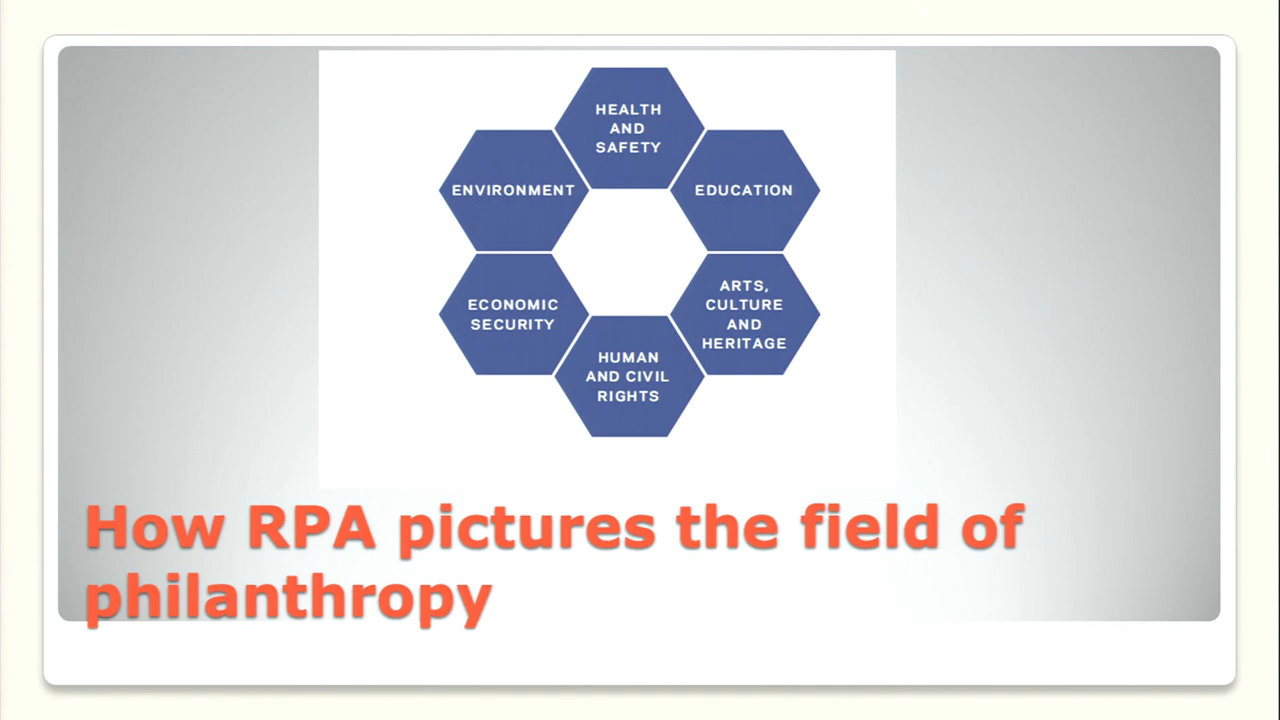 HEALTH
AND
SAFETY
ENVIRONMENT
EDUCATION
ECONOMIC
SECURITY
ARTS,
CULTURE
AND
HERITAGE
HUMAN
AND CIVIL
RIGHTS
How RPA pictures the field of
philanthropy